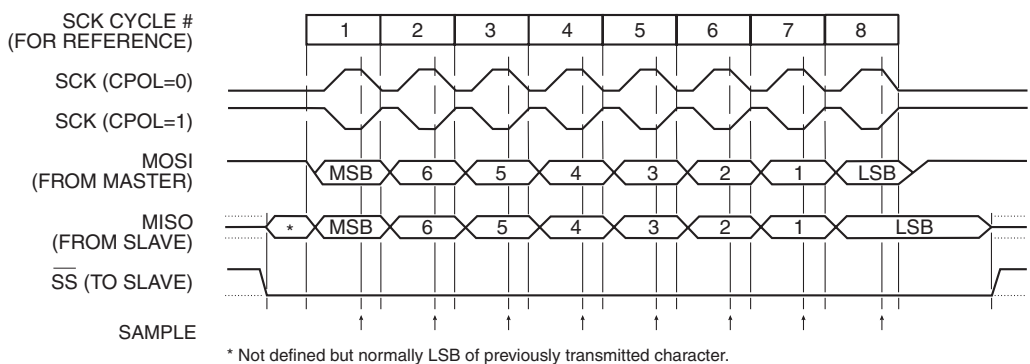 SCK CYCLE #
(FOR REFERENCE)
1 2 3 4 5 6 7 8
SCK (CPOL=0)
SCK (CPOL=1)
MOSI
(FROM MASTER)
MSB 6 5 4 3 2 1 LSB
MISO
(FROM SLAVE)
* MSB 6 5 4 3 2 1 LSB
SS (TO SLAVE)
SAMPLE
* Not defined but normally LSB of previously transmitted character.